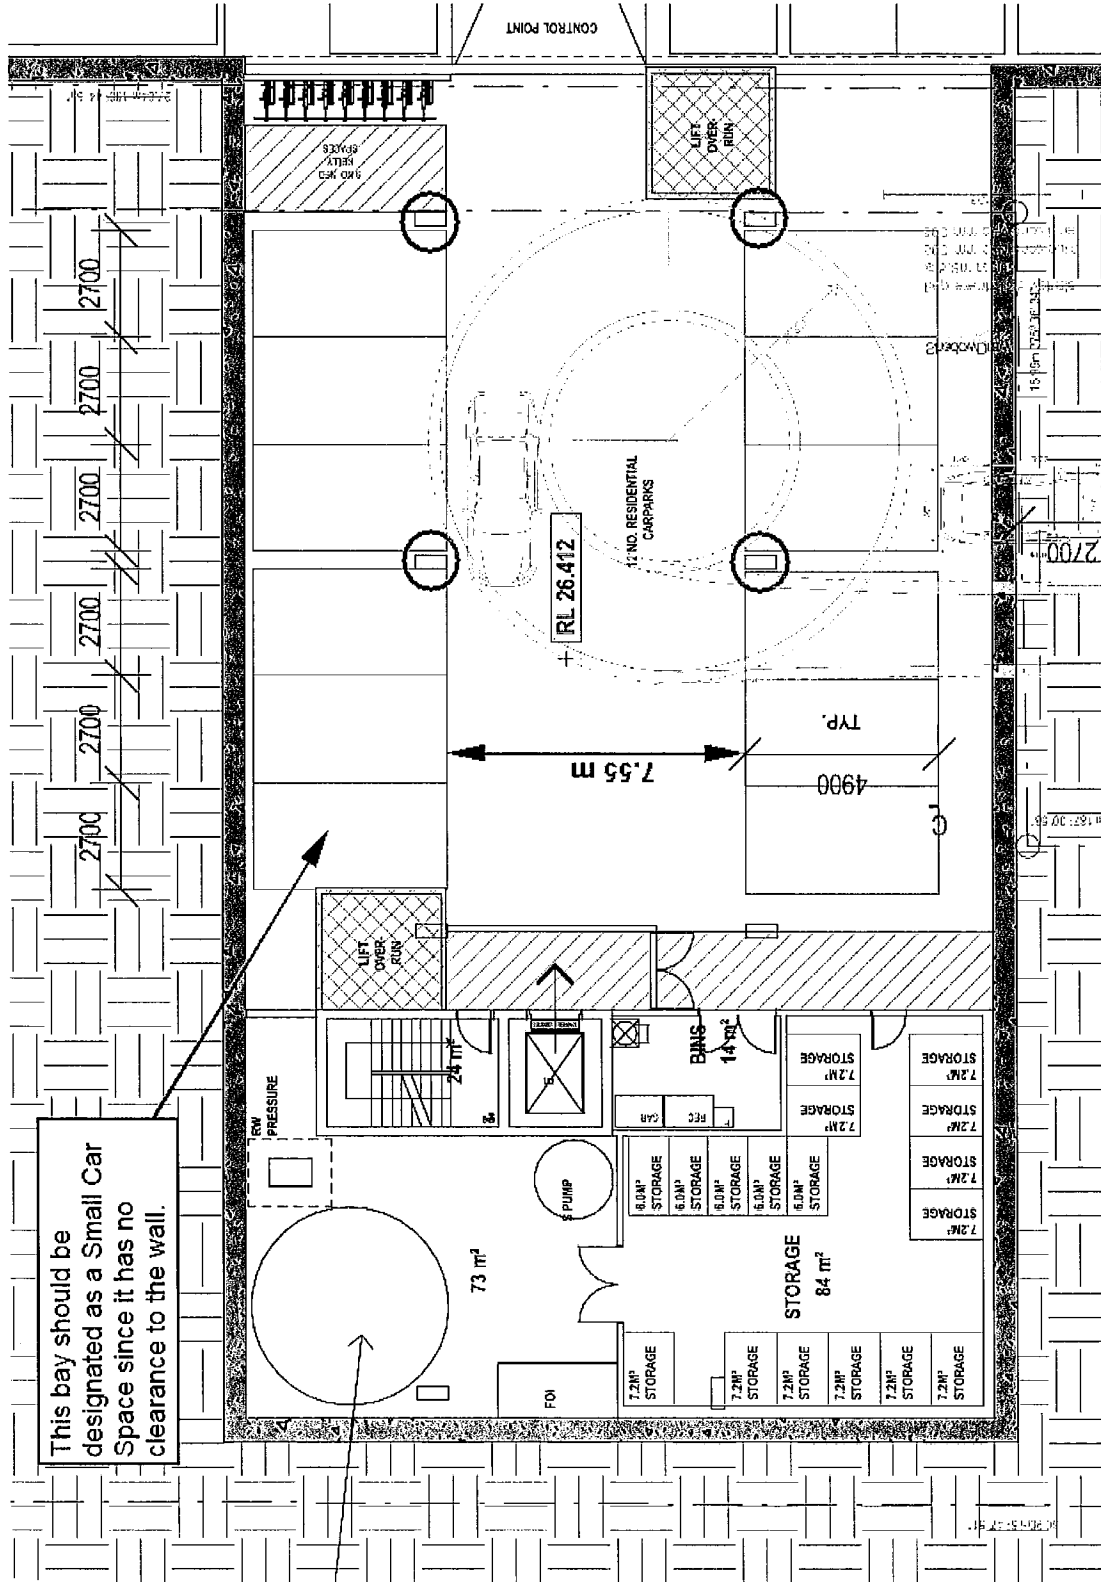 CONTROL POINT
SPACES
LIFT
OVER-
RUN
2700
2700
2700
2700
2700
2700
12 NO. RESIDENTIAL
CARPARKS
RL 26.412
2700
7.55 m
TYP.
4900
LIFT
OVER-
RUN
This bay should be
designated as a Small Car
Space since it has no
clearance to the wall.
RW
PRESSURE
24 m²
BINS
14 m²
GAR
REC
S PUMP
73 m²
FOI
STORAGE
84 m²
7.2M³
STORAGE
7.2M³
STORAGE
7.2M³
STORAGE
7.2M³
STORAGE
7.2M³
STORAGE
7.2M³
STORAGE
6.0M³
STORAGE
6.0M³
STORAGE
6.0M³
STORAGE
6.0M³
STORAGE
6.0M³
STORAGE
7.2M³
STORAGE
7.2M³
STORAGE
7.2M³
STORAGE
7.2M³
STORAGE
7.2M³
STORAGE
7.2M³
STORAGE